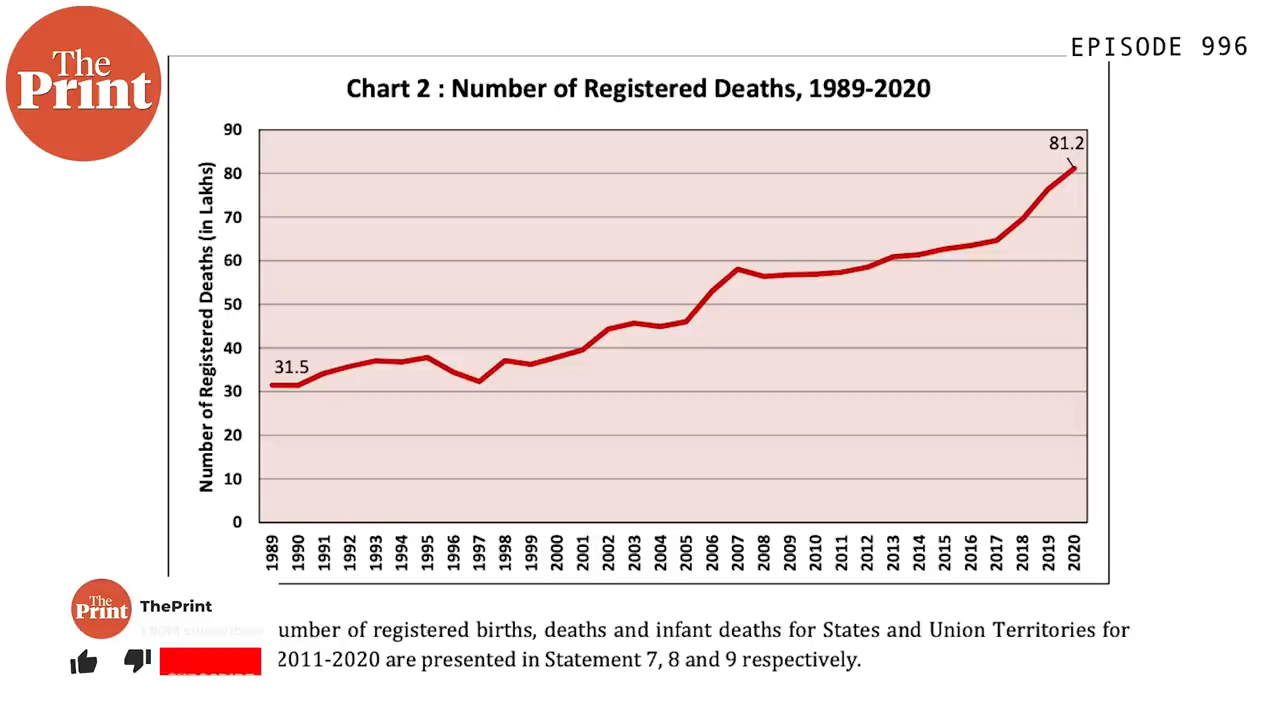 The
Print
EPISODE 996
Chart 2 : Number of Registered Deaths, 1989-2020
Number of Registered Deaths (in Lakhs)
90
80
70
60
50
40
30
20
10
0
31.5
81.2
1989 1990 1991 1992 1993 1994 1995 1996 1997 1998 1999 2000 2001 2002 2003 2004 2005 2006 2007 2008 2009 2010 2011 2012 2013 2014 2015 2016 2017 2018 2019 2020
The
Print
ThePrint
umber of registered births, deaths and infant deaths for States and Union Territories for
2011-2020 are presented in Statement 7, 8 and 9 respectively.